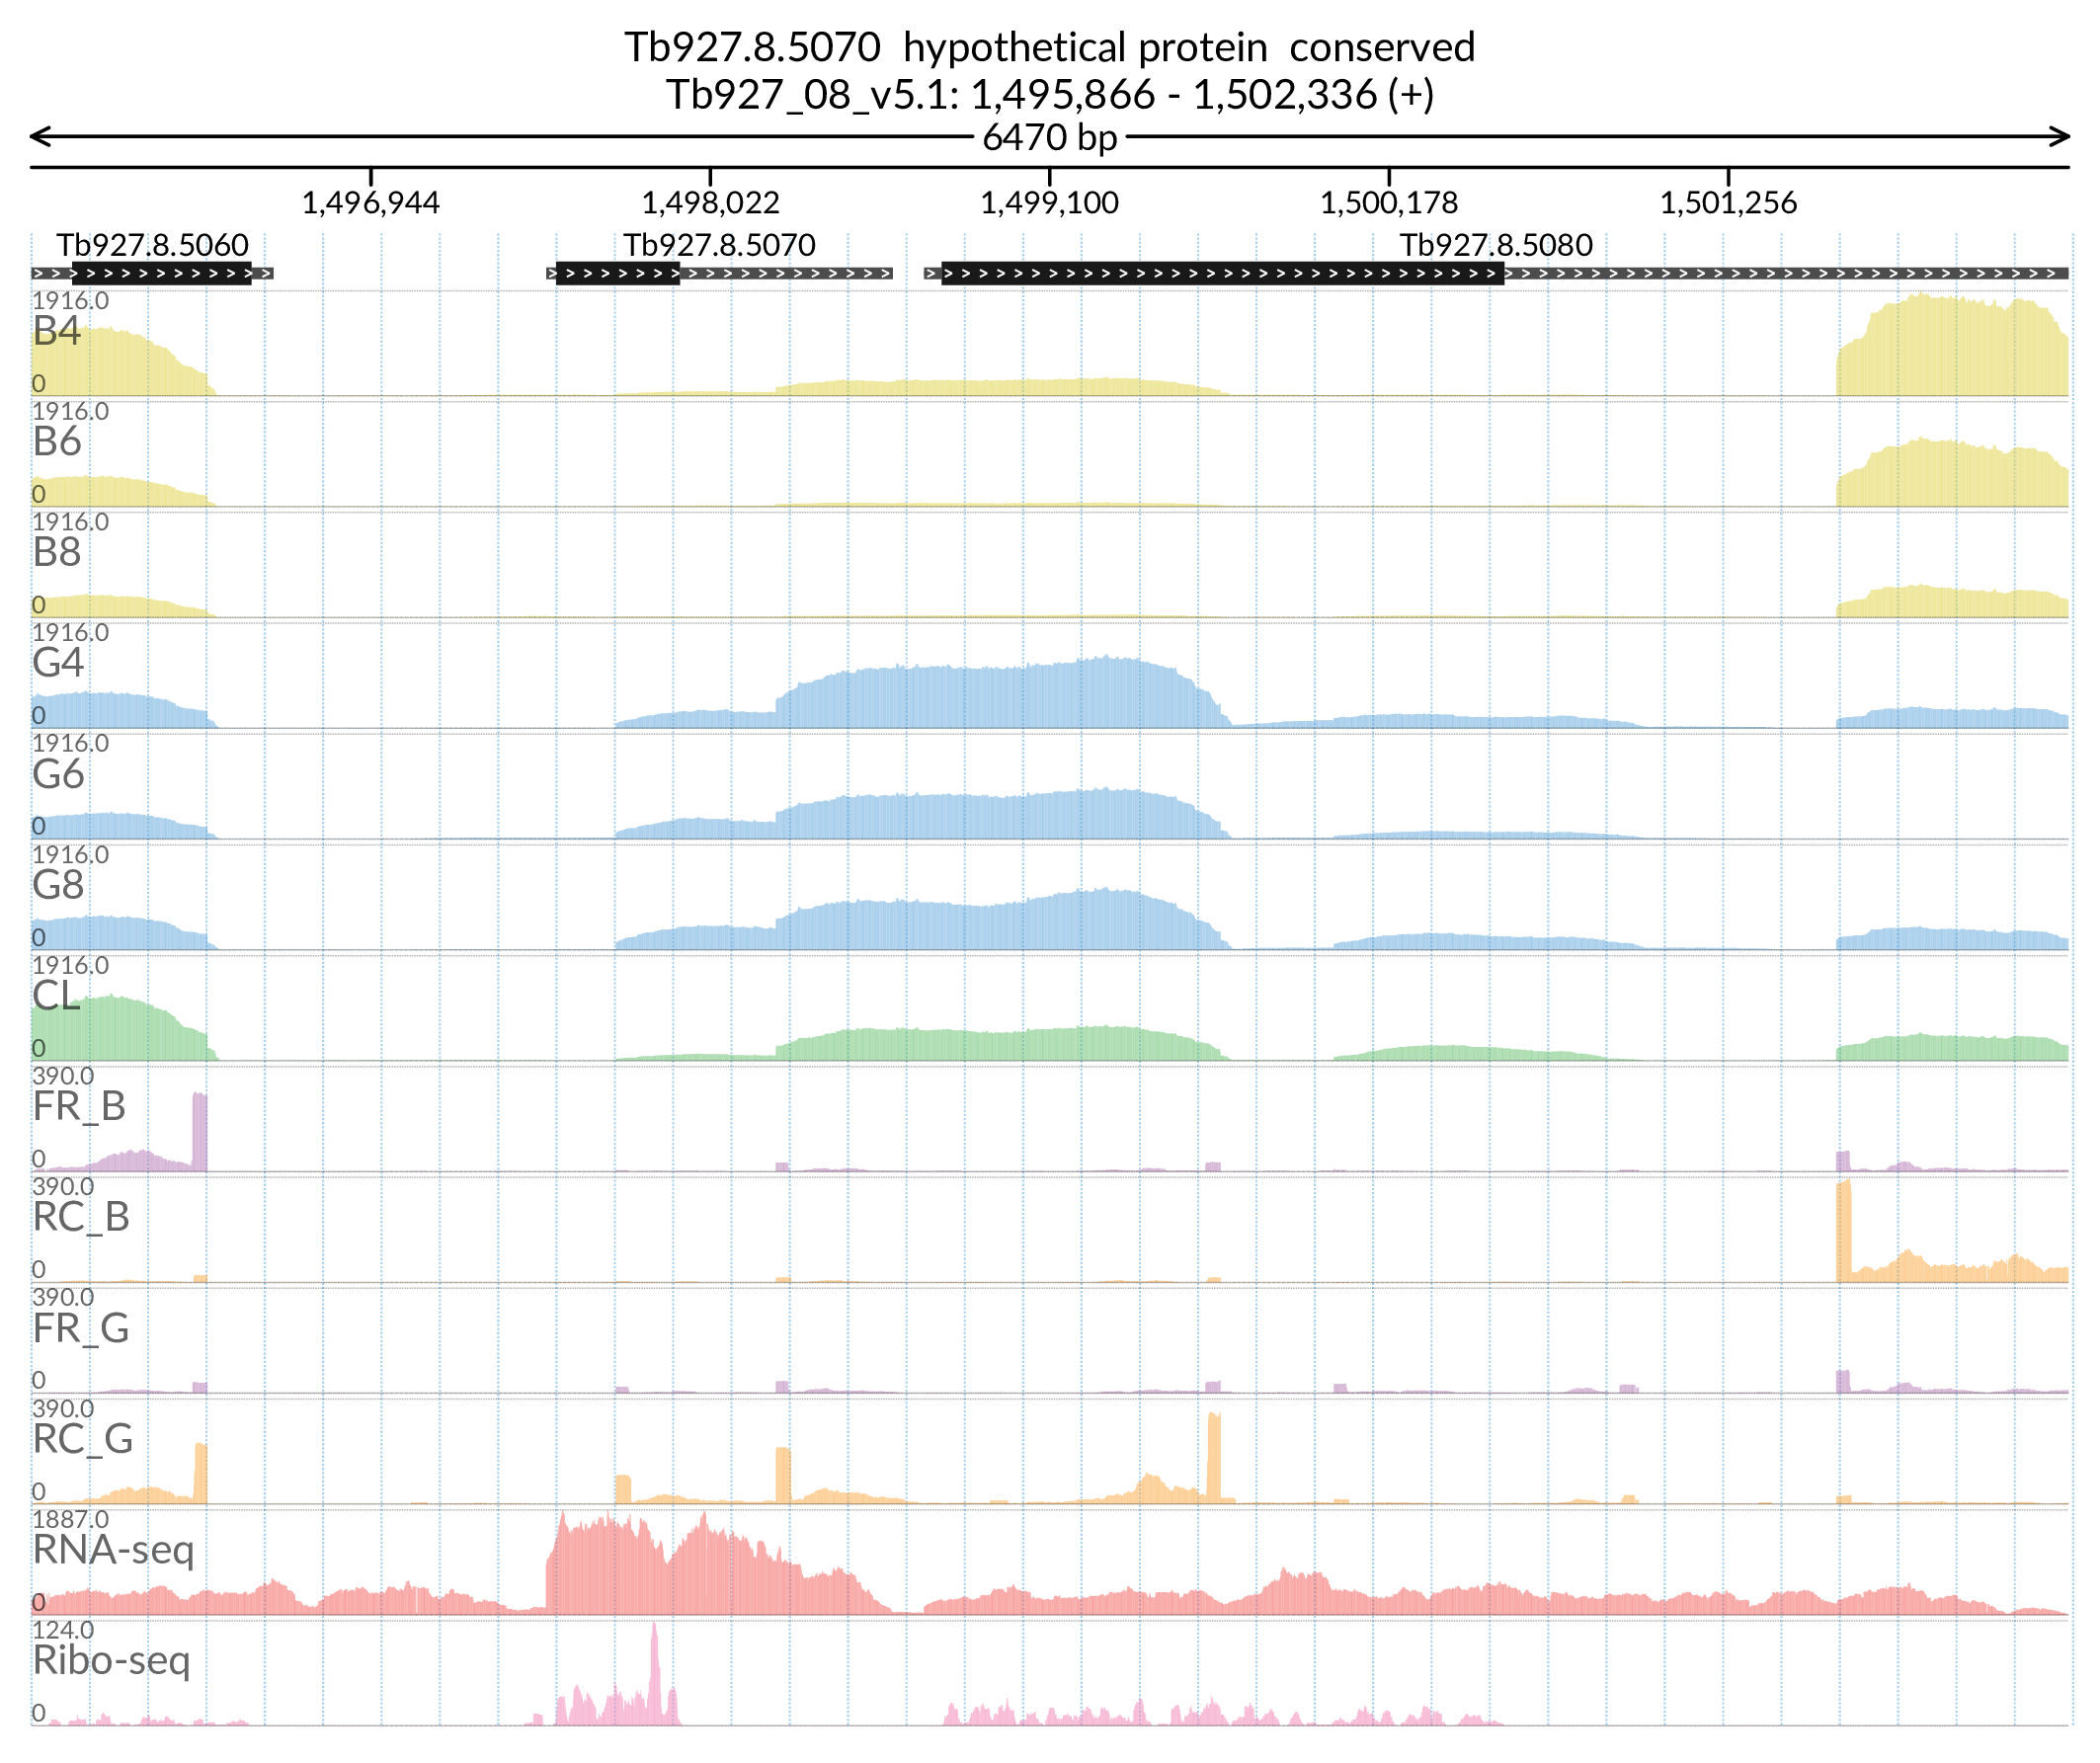 Tb927.8.5070 hypothetical protein conserved
Tb927_08_v5.1: 1,495,866 - 1,502,336 (+)
6470 bp
1,496,944 1,498,022 1,499,100 1,500,178 1,501,256
Tb927.8.5060 Tb927.8.5070 Tb927.8.5080
1916.0
B4
0
1916.0
B6
0
1916.0
B8
0
1916.0
G4
0
1916.0
G6
0
1916.0
G8
0
1916.0
CL
0
390.0
FR_B
0
390.0
RC_B
0
390.0
FR_G
0
390.0
RC_G
0
1887.0
RNA-seq
0
124.0
Ribo-seq
0